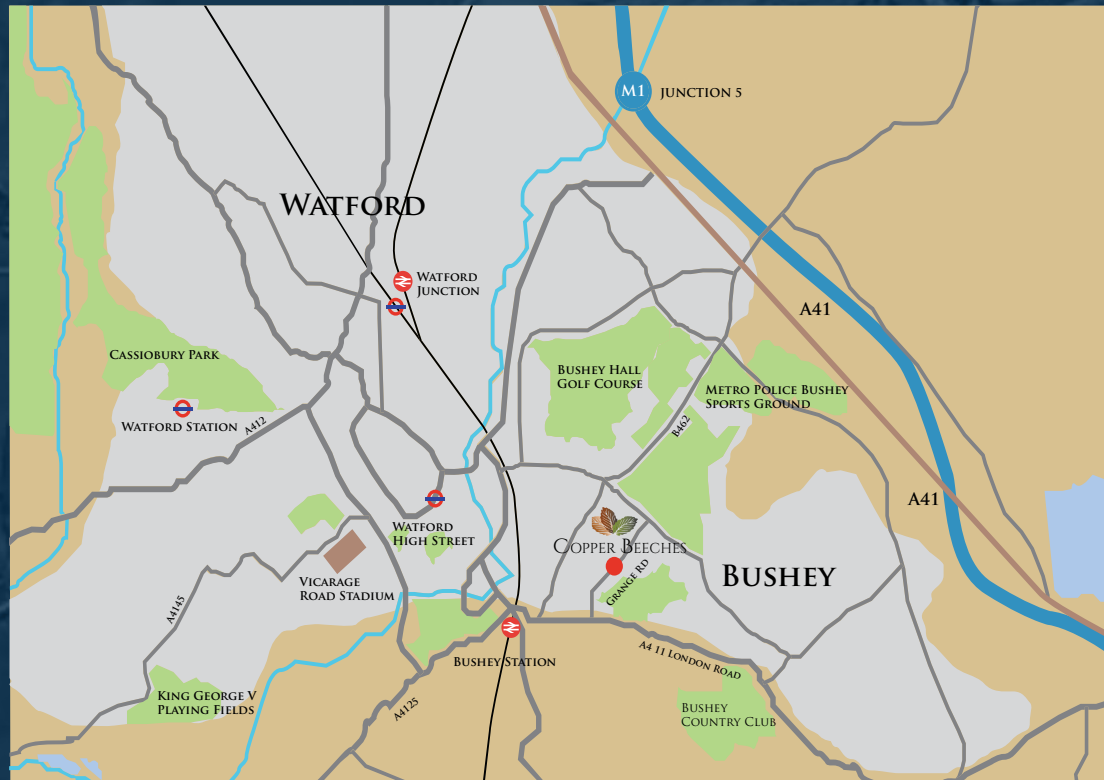 M1
JUNCTION 5
WATFORD
WATFORD
JUNCTION
A41
CASSIOBURY PARK
BUSHEY HALL
GOLF COURSE
METRO POLICE BUSHEY
SPORTS GROUND
WATFORD STATION
A412
B462
A41
WATFORD
HIGH STREET
COPPER BEECHES
BUSHEY
GRANGE RD
VICARAGE
ROAD STADIUM
A4145
BUSHEY STATION
A4 11 LONDON ROAD
KING GEORGE V
PLAYING FIELDS
A4125
BUSHEY
COUNTRY CLUB